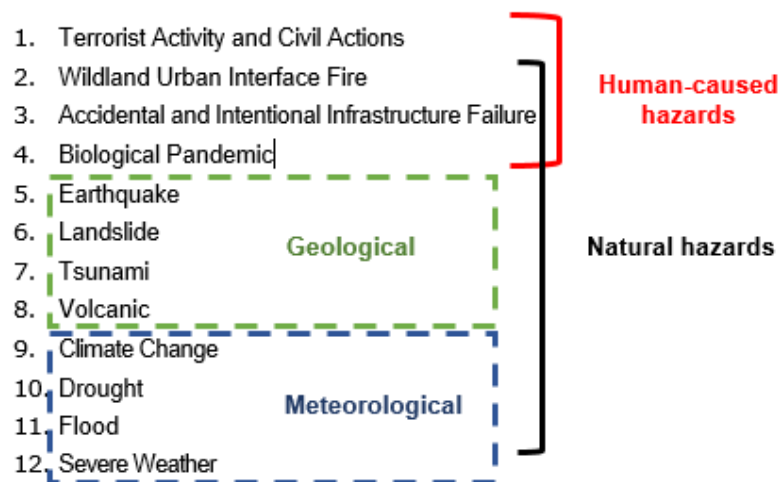 1. Terrorist Activity and Civil Actions
2. Wildland Urban Interface Fire
3. Accidental and Intentional Infrastructure Failure
4. Biological Pandemic
5. Earthquake
6. Landslide
7. Tsunami
8. Volcanic
9. Climate Change
10. Drought
11. Flood
12. Severe Weather
Human-caused
hazards
Geological
Natural hazards
Meteorological